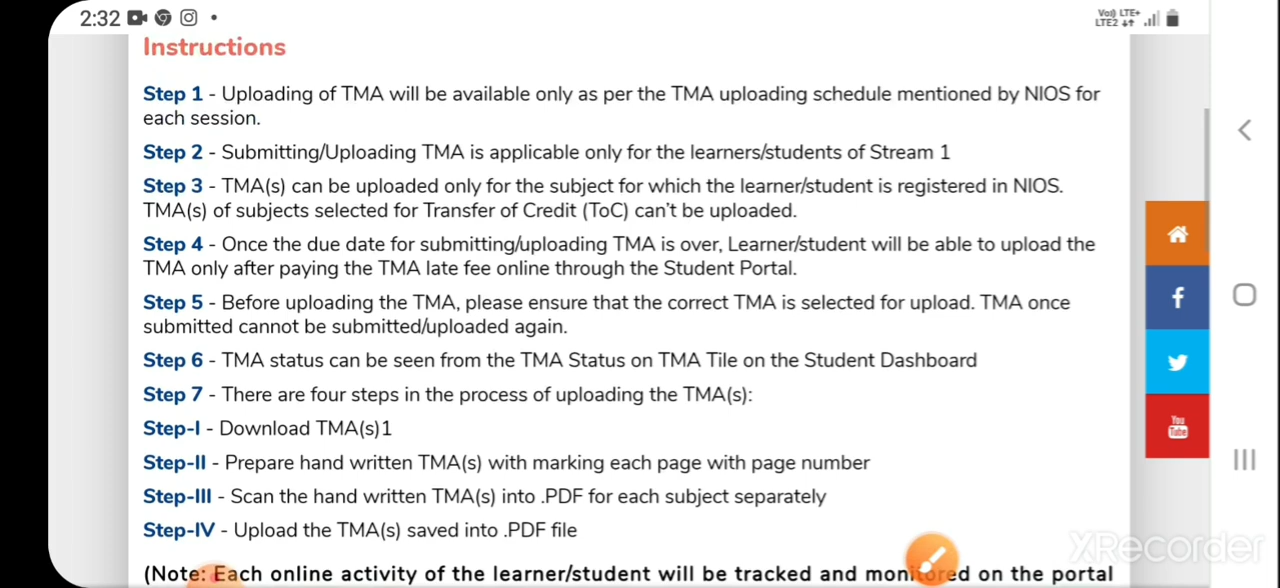 2:32
Vo) LTE+
LTE2
Instructions
Step 1 - Uploading of TMA will be available only as per the TMA uploading schedule mentioned by NIOS for
each session.
Step 2 - Submitting/Uploading TMA is applicable only for the learners/students of Stream 1
Step 3 - TMA(s) can be uploaded only for the subject for which the learner/student is registered in NIOS.
TMA(s) of subjects selected for Transfer of Credit (ToC) can't be uploaded.
Step 4 - Once the due date for submitting/uploading TMA is over, Learner/student will be able to upload the
TMA only after paying the TMA late fee online through the Student Portal.
Step 5 - Before uploading the TMA, please ensure that the correct TMA is selected for upload. TMA once
submitted cannot be submitted/uploaded again.
Step 6 - TMA status can be seen from the TMA Status on TMA Tile on the Student Dashboard
Step 7 - There are four steps in the process of uploading the TMA(s):
Step-I - Download TMA(s)1
Step-II - Prepare hand written TMA(s) with marking each page with page number
Step-III - Scan the hand written TMA(s) into .PDF for each subject separately
Step-IV - Upload the TMA(s) saved into .PDF file
(Note: Each online activity of the learner/student will be tracked and monitored on the portal
You
Tube
XRecorder